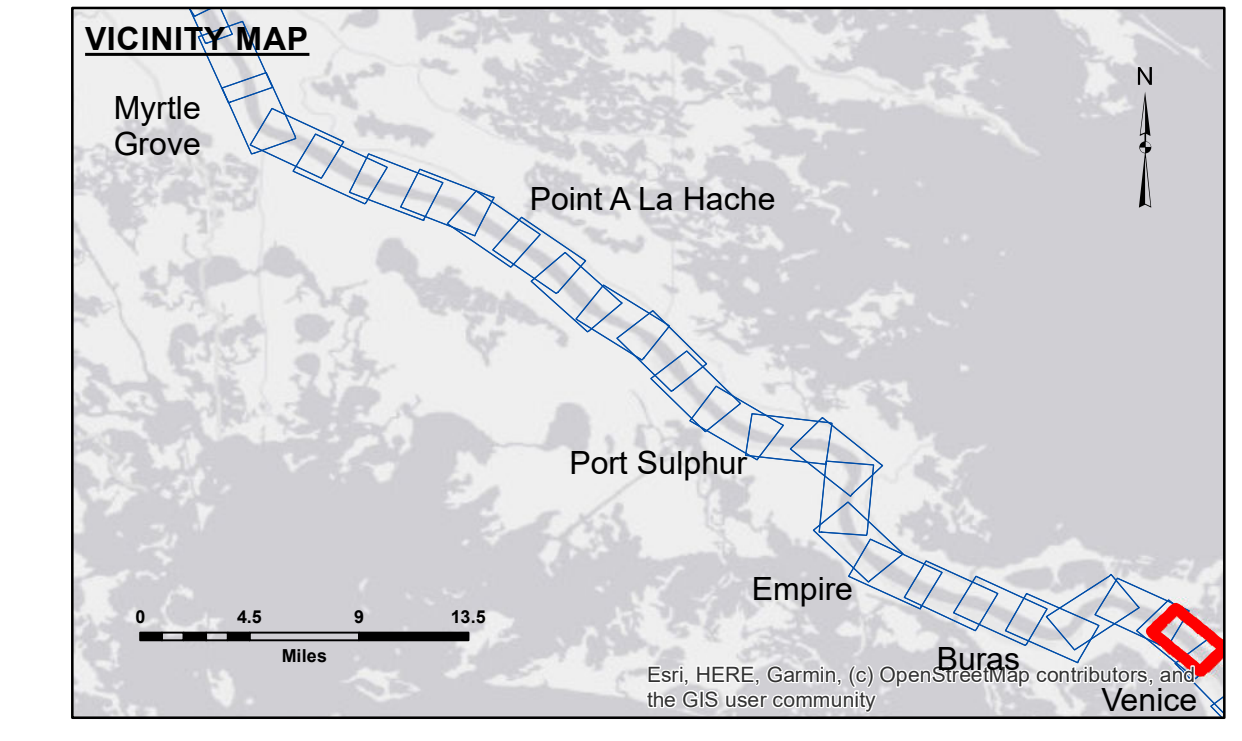 VICINITY MAP
N
Myrtle
Grove
Point A La Hache
Port Sulphur
Empire
0 4.5 9 13.5
Miles
Buras
Esri, HERE, Garmin, (c) OpenStreetMap contributors, and
the GIS user community
Venice